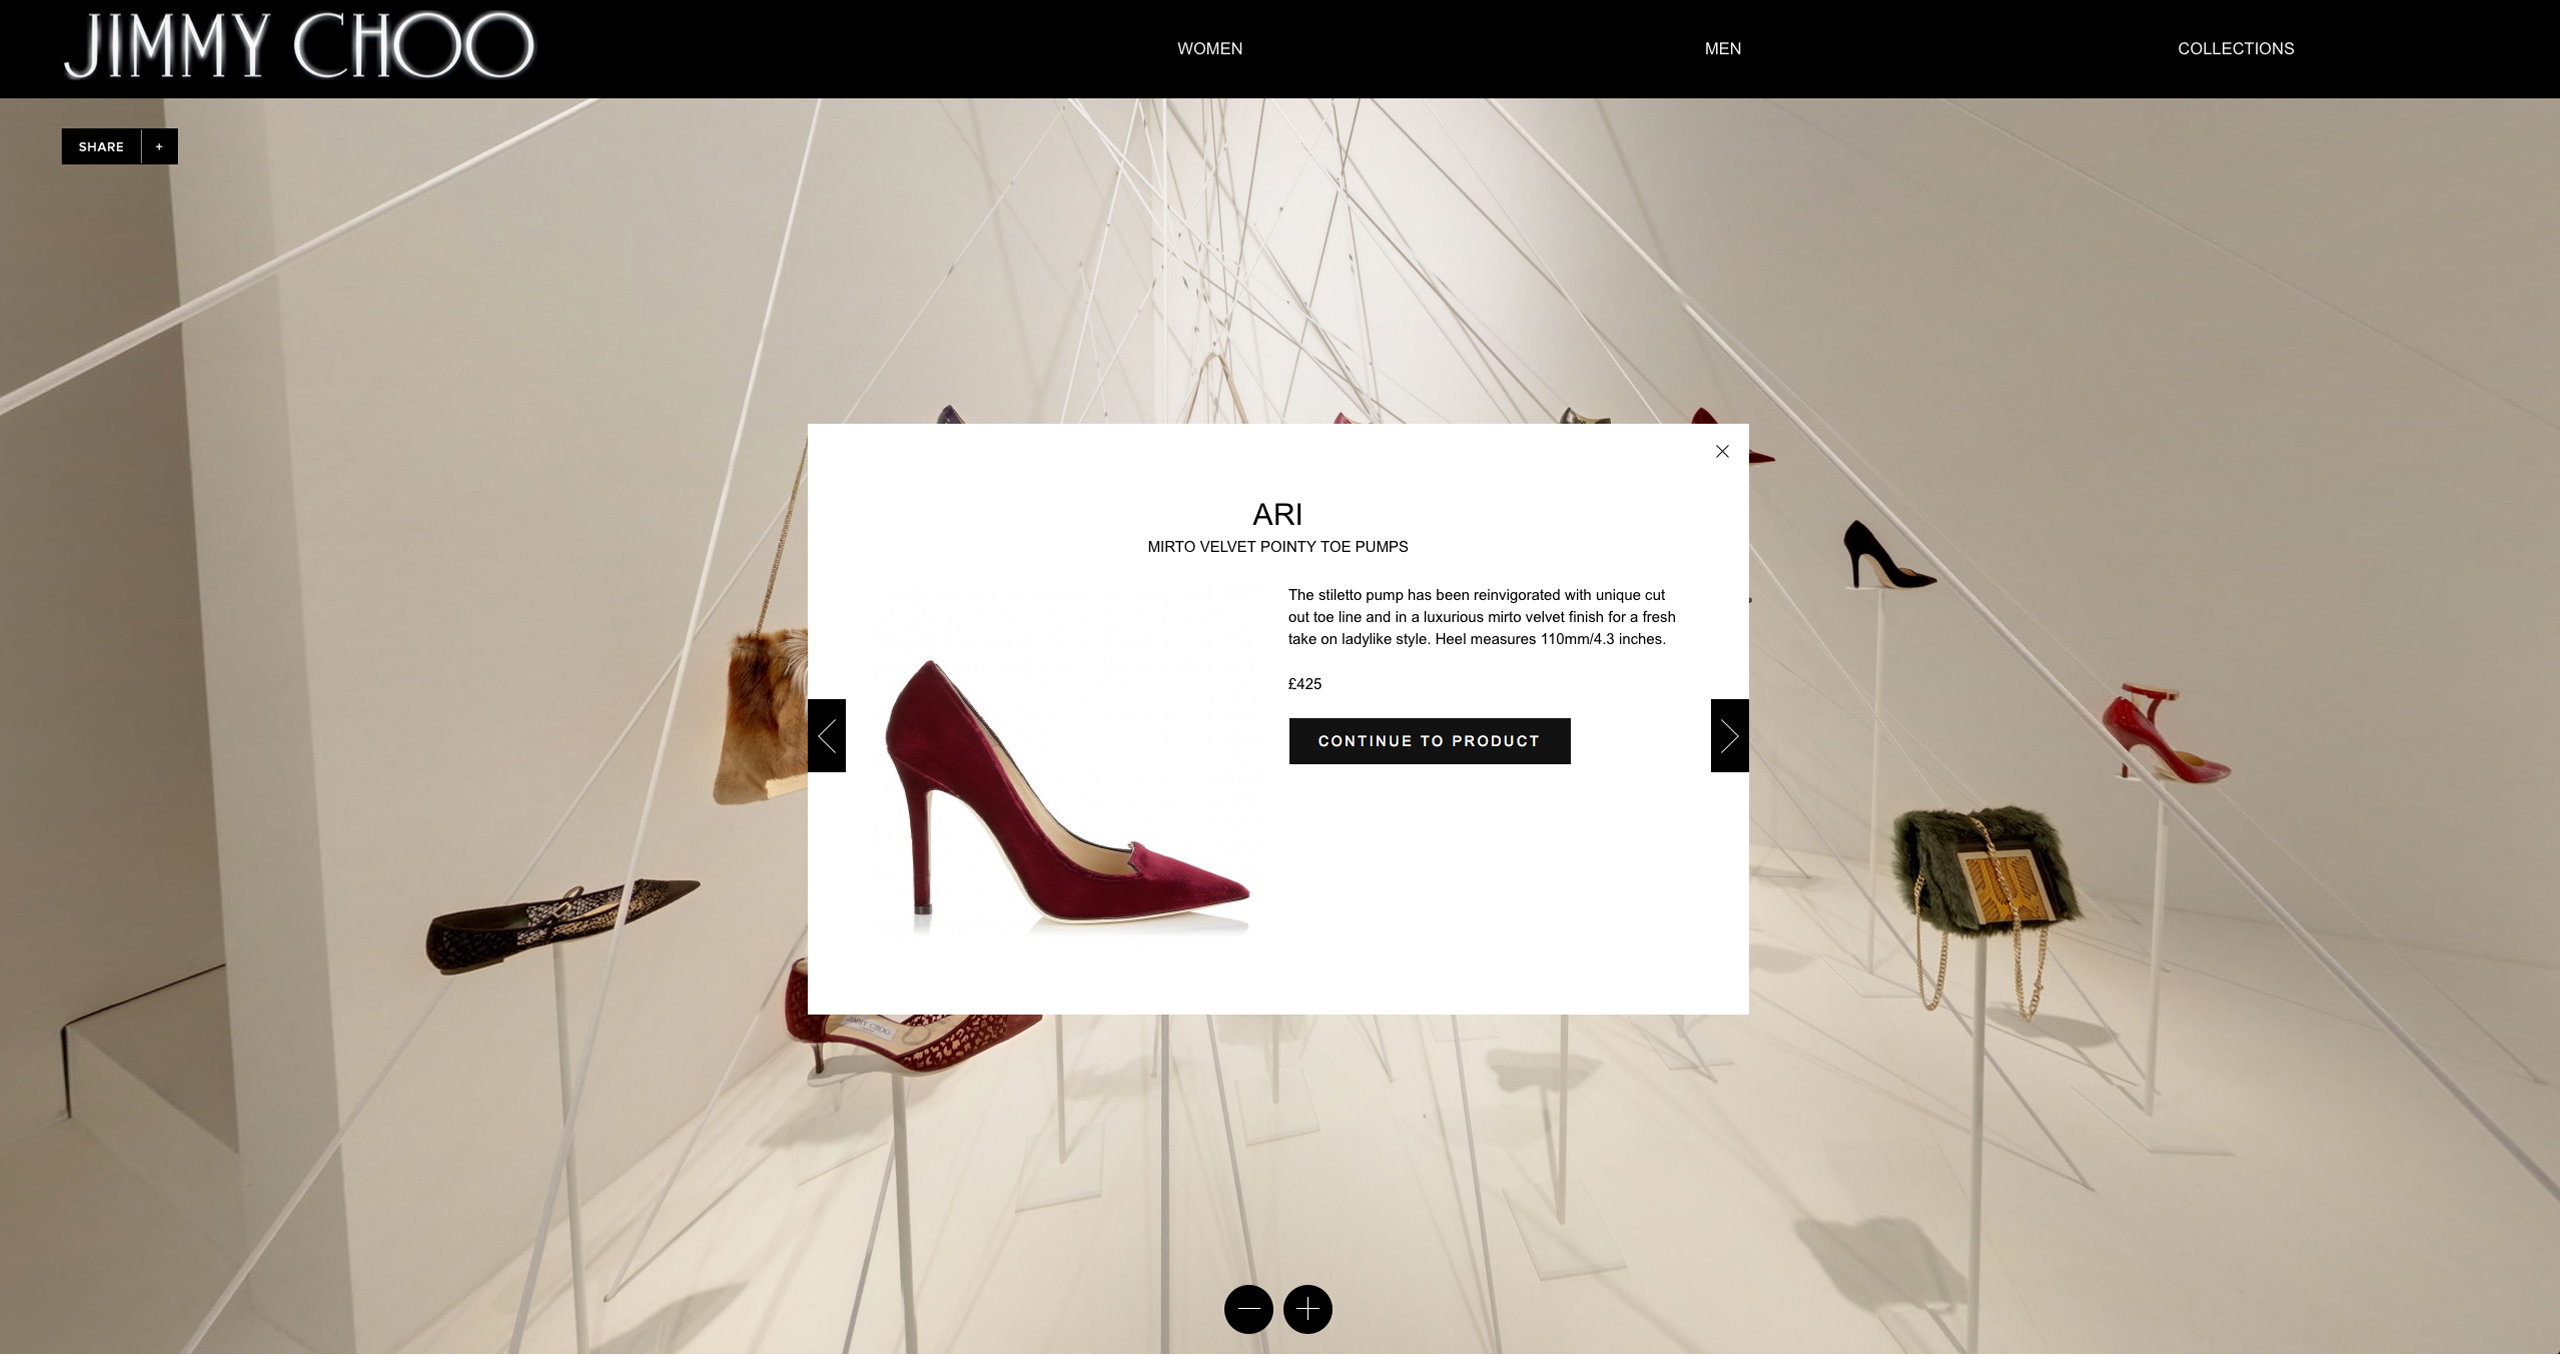 JIMMY CHOO
WOMEN
MEN
COLLECTIONS
SHARE +
ARI
MIRTO VELVET POINTY TOE PUMPS
The stiletto pump has been reinvigorated with unique cut
out toe line and in a luxurious mirto velvet finish for a fresh
take on ladylike style. Heel measures 110mm/4.3 inches.
£425
CONTINUE TO PRODUCT
JIMMY CHOO